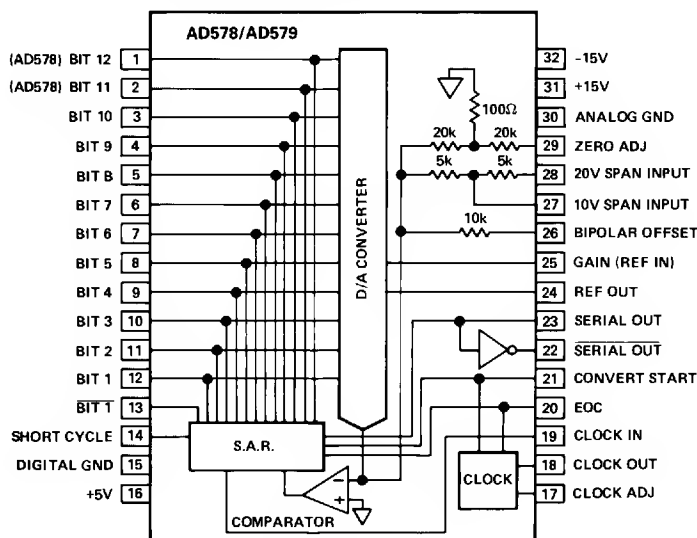 AD578/AD579
(AD578) BIT 12 1
(AD578) BIT 11 2
BIT 10 3
BIT 9 4
BIT 8 5
BIT 7 6
BIT 6 7
BIT 5 8
BIT 4 9
BIT 3 10
BIT 2 11
BIT 1 12
BIT 1 13
SHORT CYCLE 14
DIGITAL GND 15
+5V 16
D/A CONVERTER
S.A.R.
COMPARATOR
−
+
100Ω
20k 20k
5k 5k
10k
CLOCK
32 -15V
31 +15V
30 ANALOG GND
29 ZERO ADJ
28 20V SPAN INPUT
27 10V SPAN INPUT
26 BIPOLAR OFFSET
25 GAIN (REF IN)
24 REF OUT
23 SERIAL OUT
22 SERIAL OUT
21 CONVERT START
20 EOC
19 CLOCK IN
18 CLOCK OUT
17 CLOCK ADJ